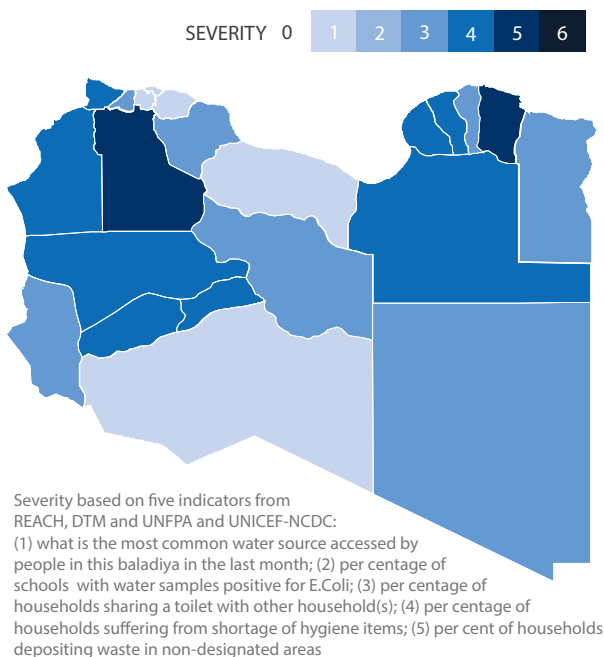 SEVERITY 0 1 2 3 4 5 6
Severity based on five indicators from
REACH, DTM and UNFPA and UNICEF-NCDC:
(1) what is the most common water source accessed by
people in this baladiya in the last month; (2) per centage of
schools with water samples positive for E.Coli; (3) per centage of
households sharing a toilet with other household(s); (4) per centage of
households suffering from shortage of hygiene items; (5) per cent of households
depositing waste in non-designated areas